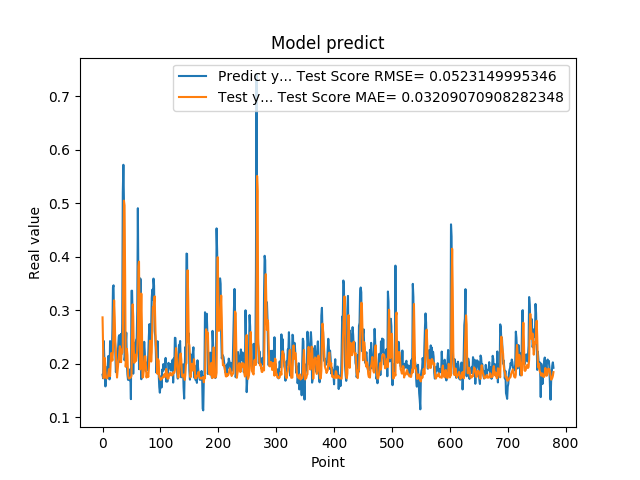 Model predict
Predict y... Test Score RMSE= 0.0523149995346
Test y... Test Score MAE= 0.03209070908282348
Real value
0.7
0.6
0.5
0.4
0.3
0.2
0.1
0 100 200 300 400 500 600 700 800
Point